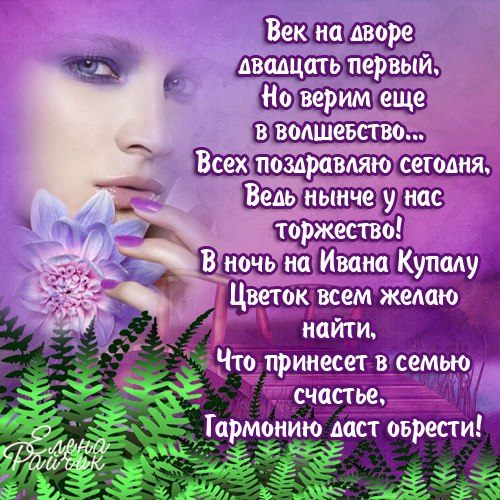 Век на дворе
двадцать первый,
Но верим еще
в волшебство...
Всех поздравляю сегодня,
Ведь нынче у нас
торжество!
В ночь на Ивана Купалу
Цветок всем желаю
найти,
Что принесет в семью
счастье,
Гармонию даст обрести!
Елена